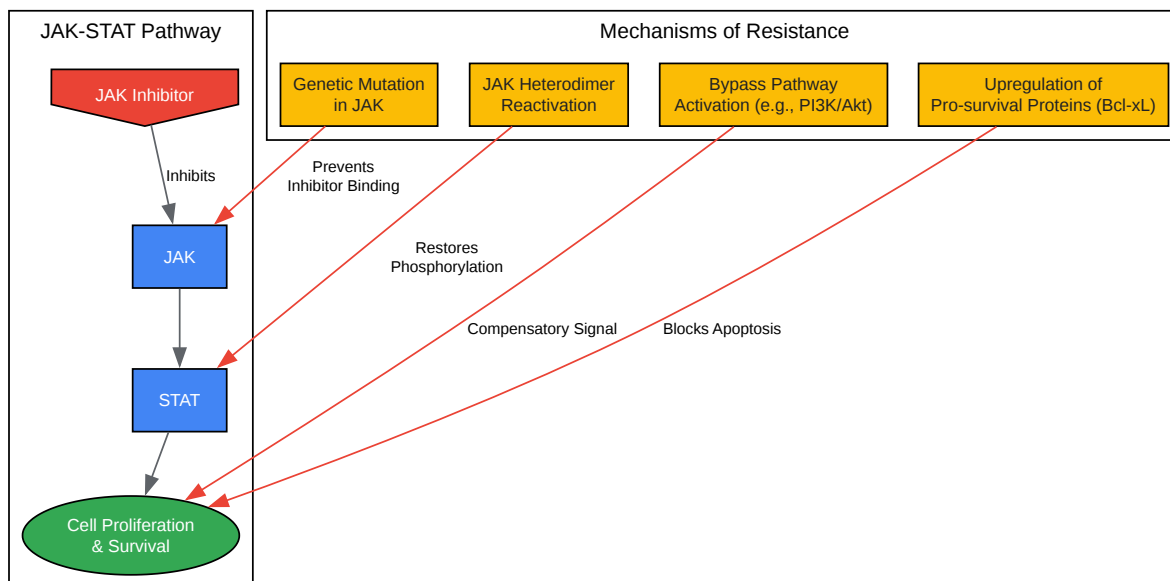 JAK-STAT Pathway
Mechanisms of Resistance
JAK Inhibitor
Genetic Mutation
in JAK
JAK Heterodimer
Reactivation
Bypass Pathway
Activation (e.g., PI3K/Akt)
Upregulation of
Pro-survival Proteins (Bcl-xL)
Inhibits
Prevents
Inhibitor Binding
JAK
Restores
Phosphorylation
Compensatory Signal
Blocks Apoptosis
STAT
Cell Proliferation
& Survival